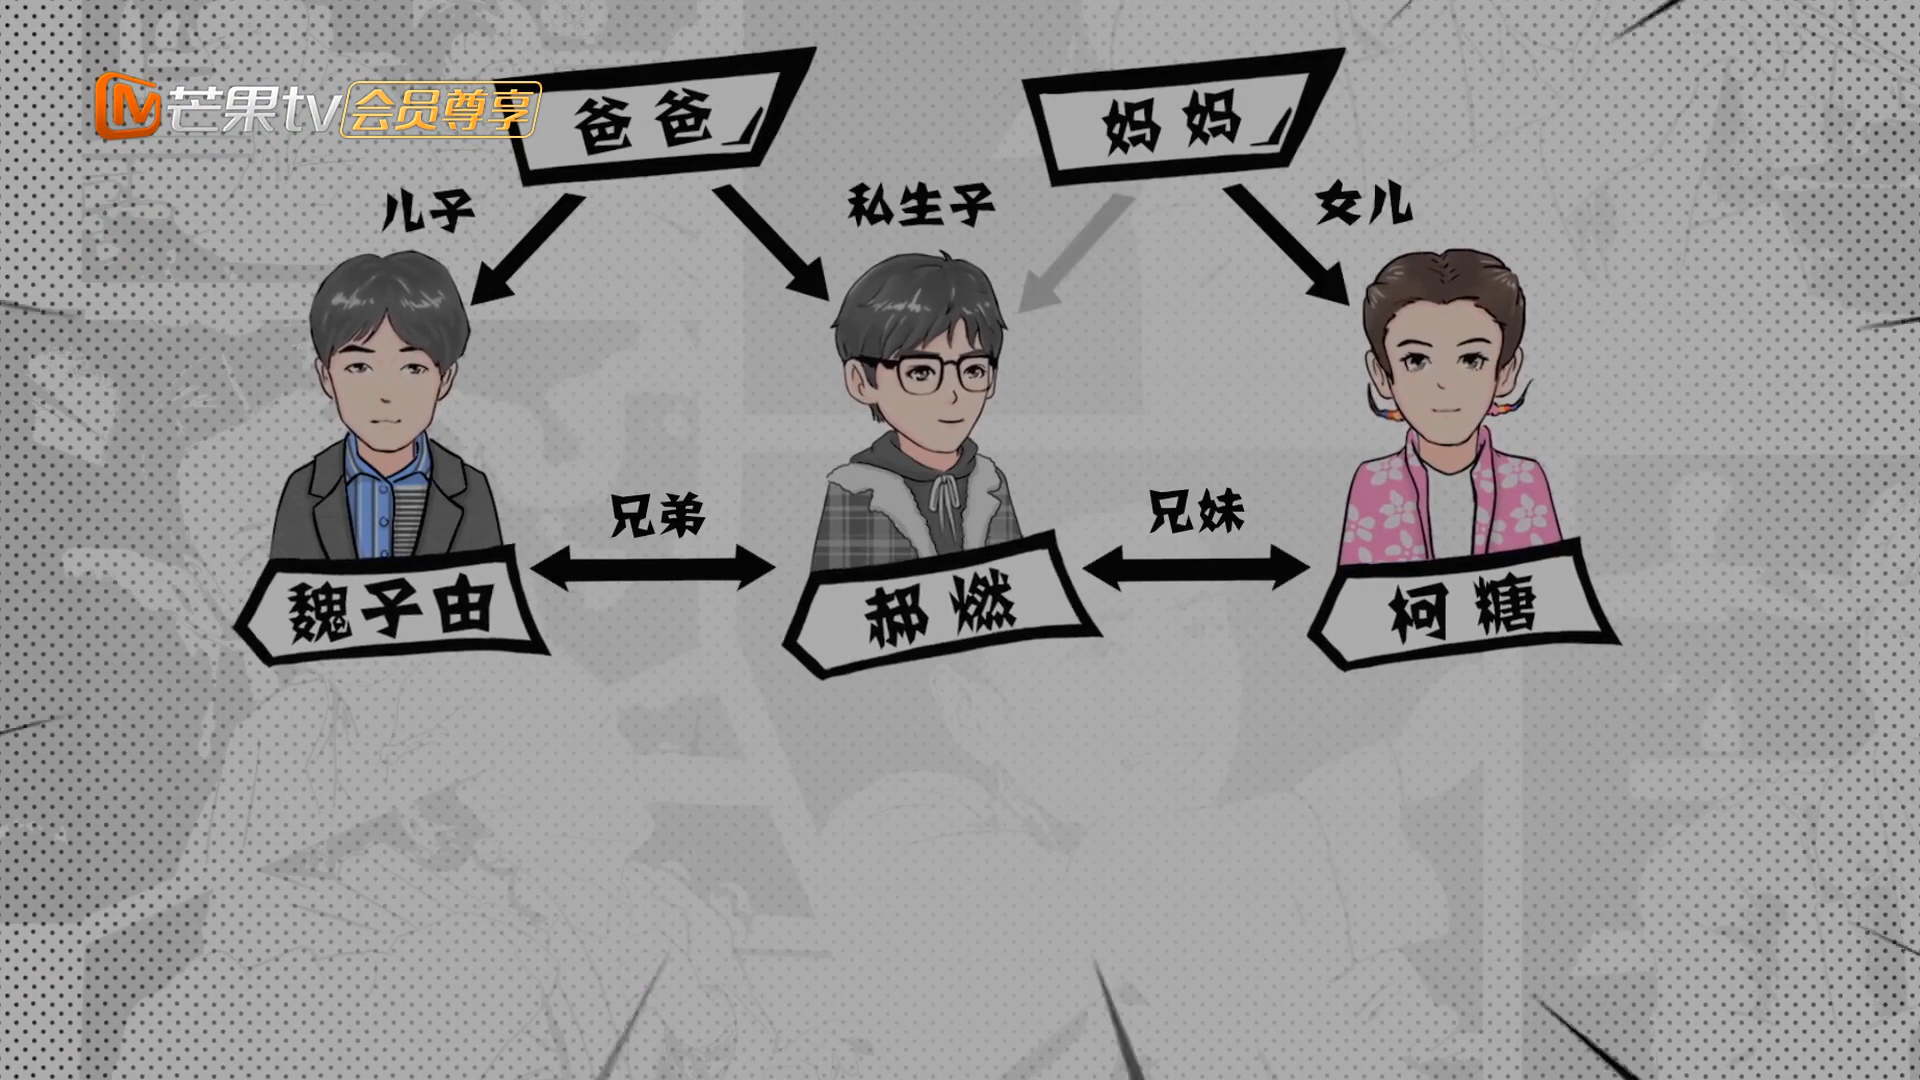 芒果tv会员尊享
爸爸
妈妈
儿子
私生子
女儿
兄弟
兄妹
魏子由
郝燃
柯糖